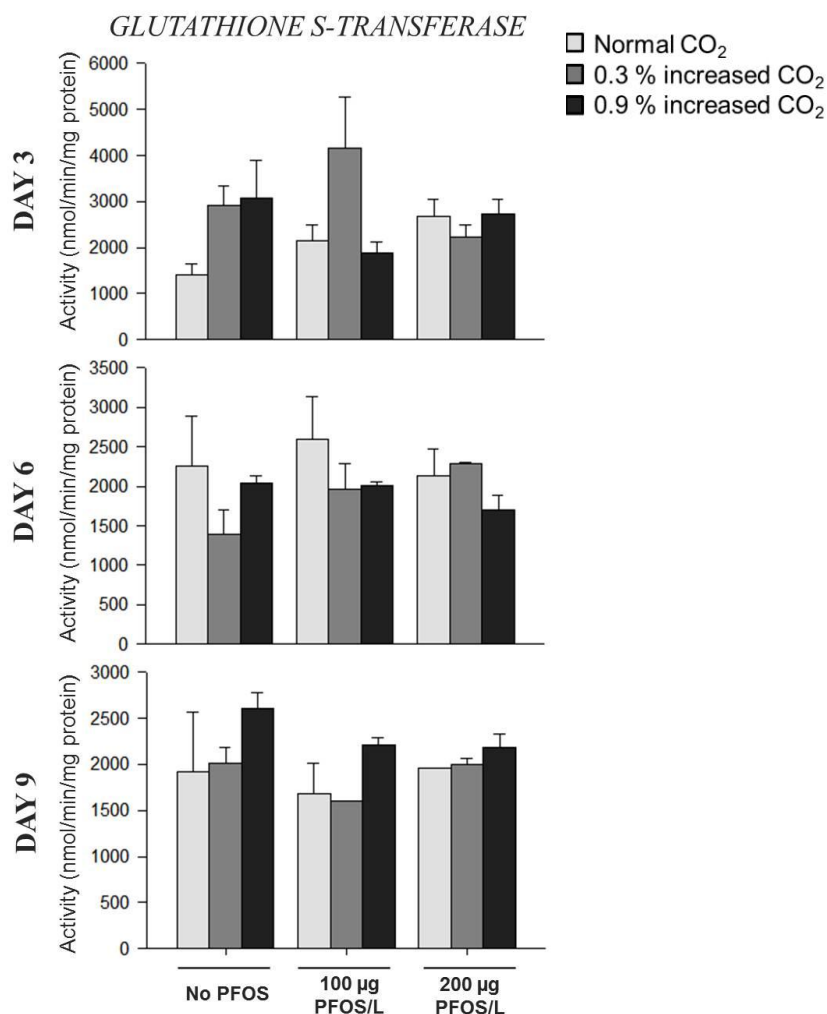 GLUTATHIONE S-TRANSFERASE
Normal CO₂
0.3 % increased CO₂
0.9 % increased CO₂
DAY 3
Activity (nmol/min/mg protein)
6000
5000
4000
3000
2000
1000
0
DAY 6
Activity (nmol/min/mg protein)
3500
3000
2500
2000
1500
1000
500
0
DAY 9
Activity (nmol/min/mg protein)
3000
2500
2000
1500
1000
500
0
No PFOS
100 µg
PFOS/L
200 µg
PFOS/L